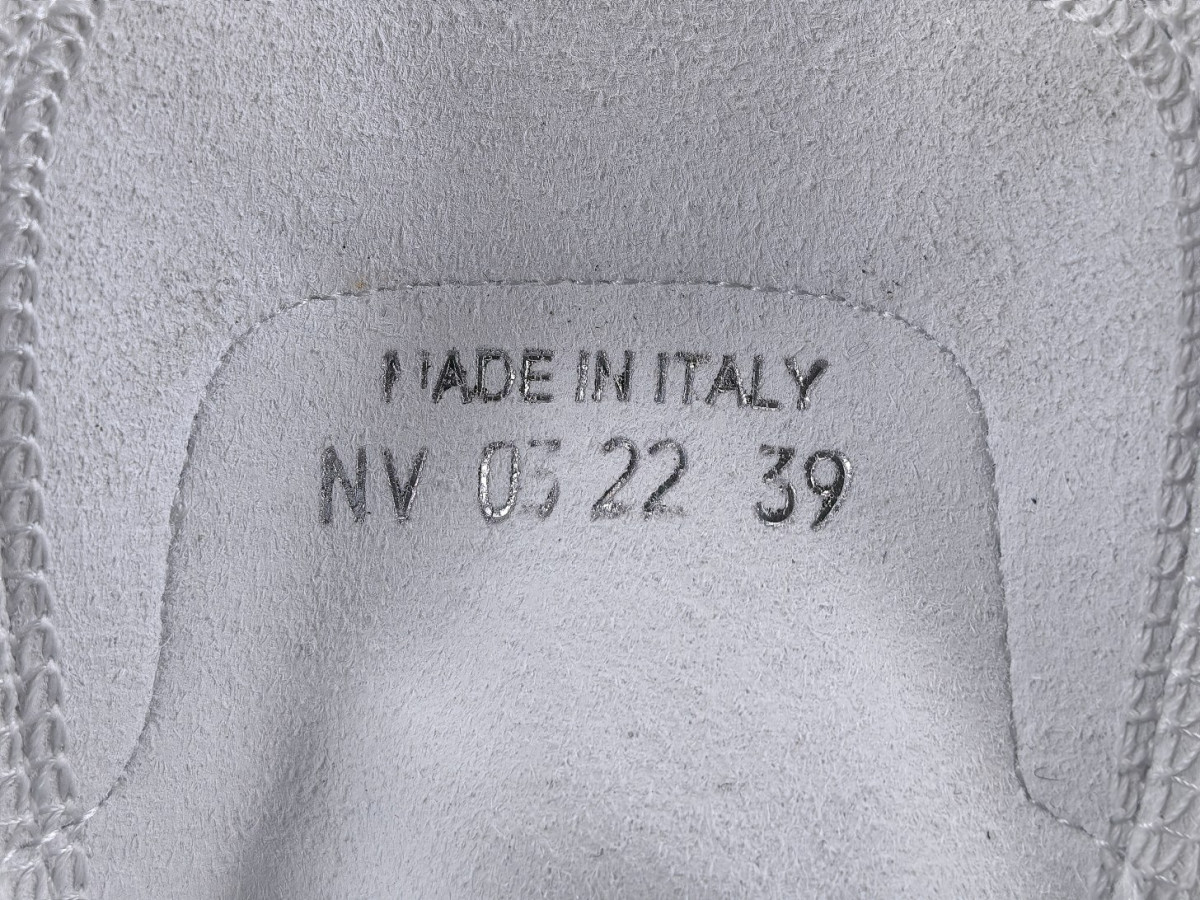 MADE IN ITALY
NV 03 22 39